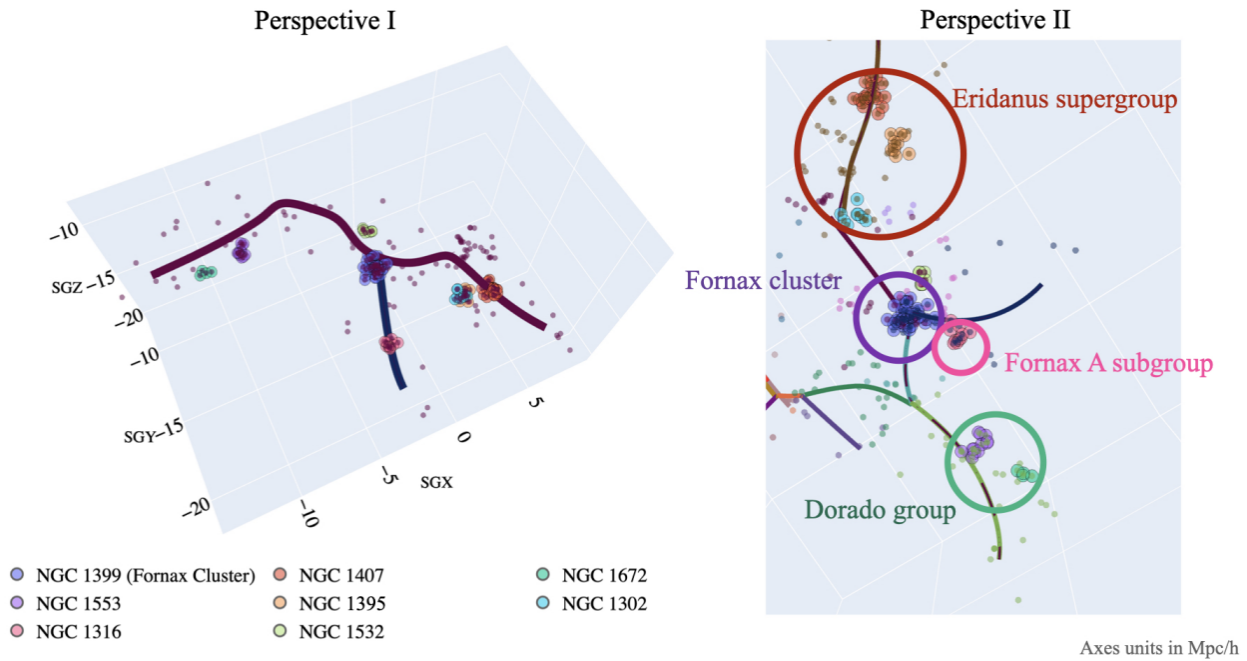 Perspective I
Perspective II
Eridanus supergroup
Fornax cluster
Fornax A subgroup
Dorado group
-10
SGZ -15
-20
-10
SGY -15
-20
-10
-5
0
5
SGX
NGC 1399 (Fornax Cluster)
NGC 1407
NGC 1672
NGC 1553
NGC 1395
NGC 1302
NGC 1316
NGC 1532
Axes units in Mpc/h